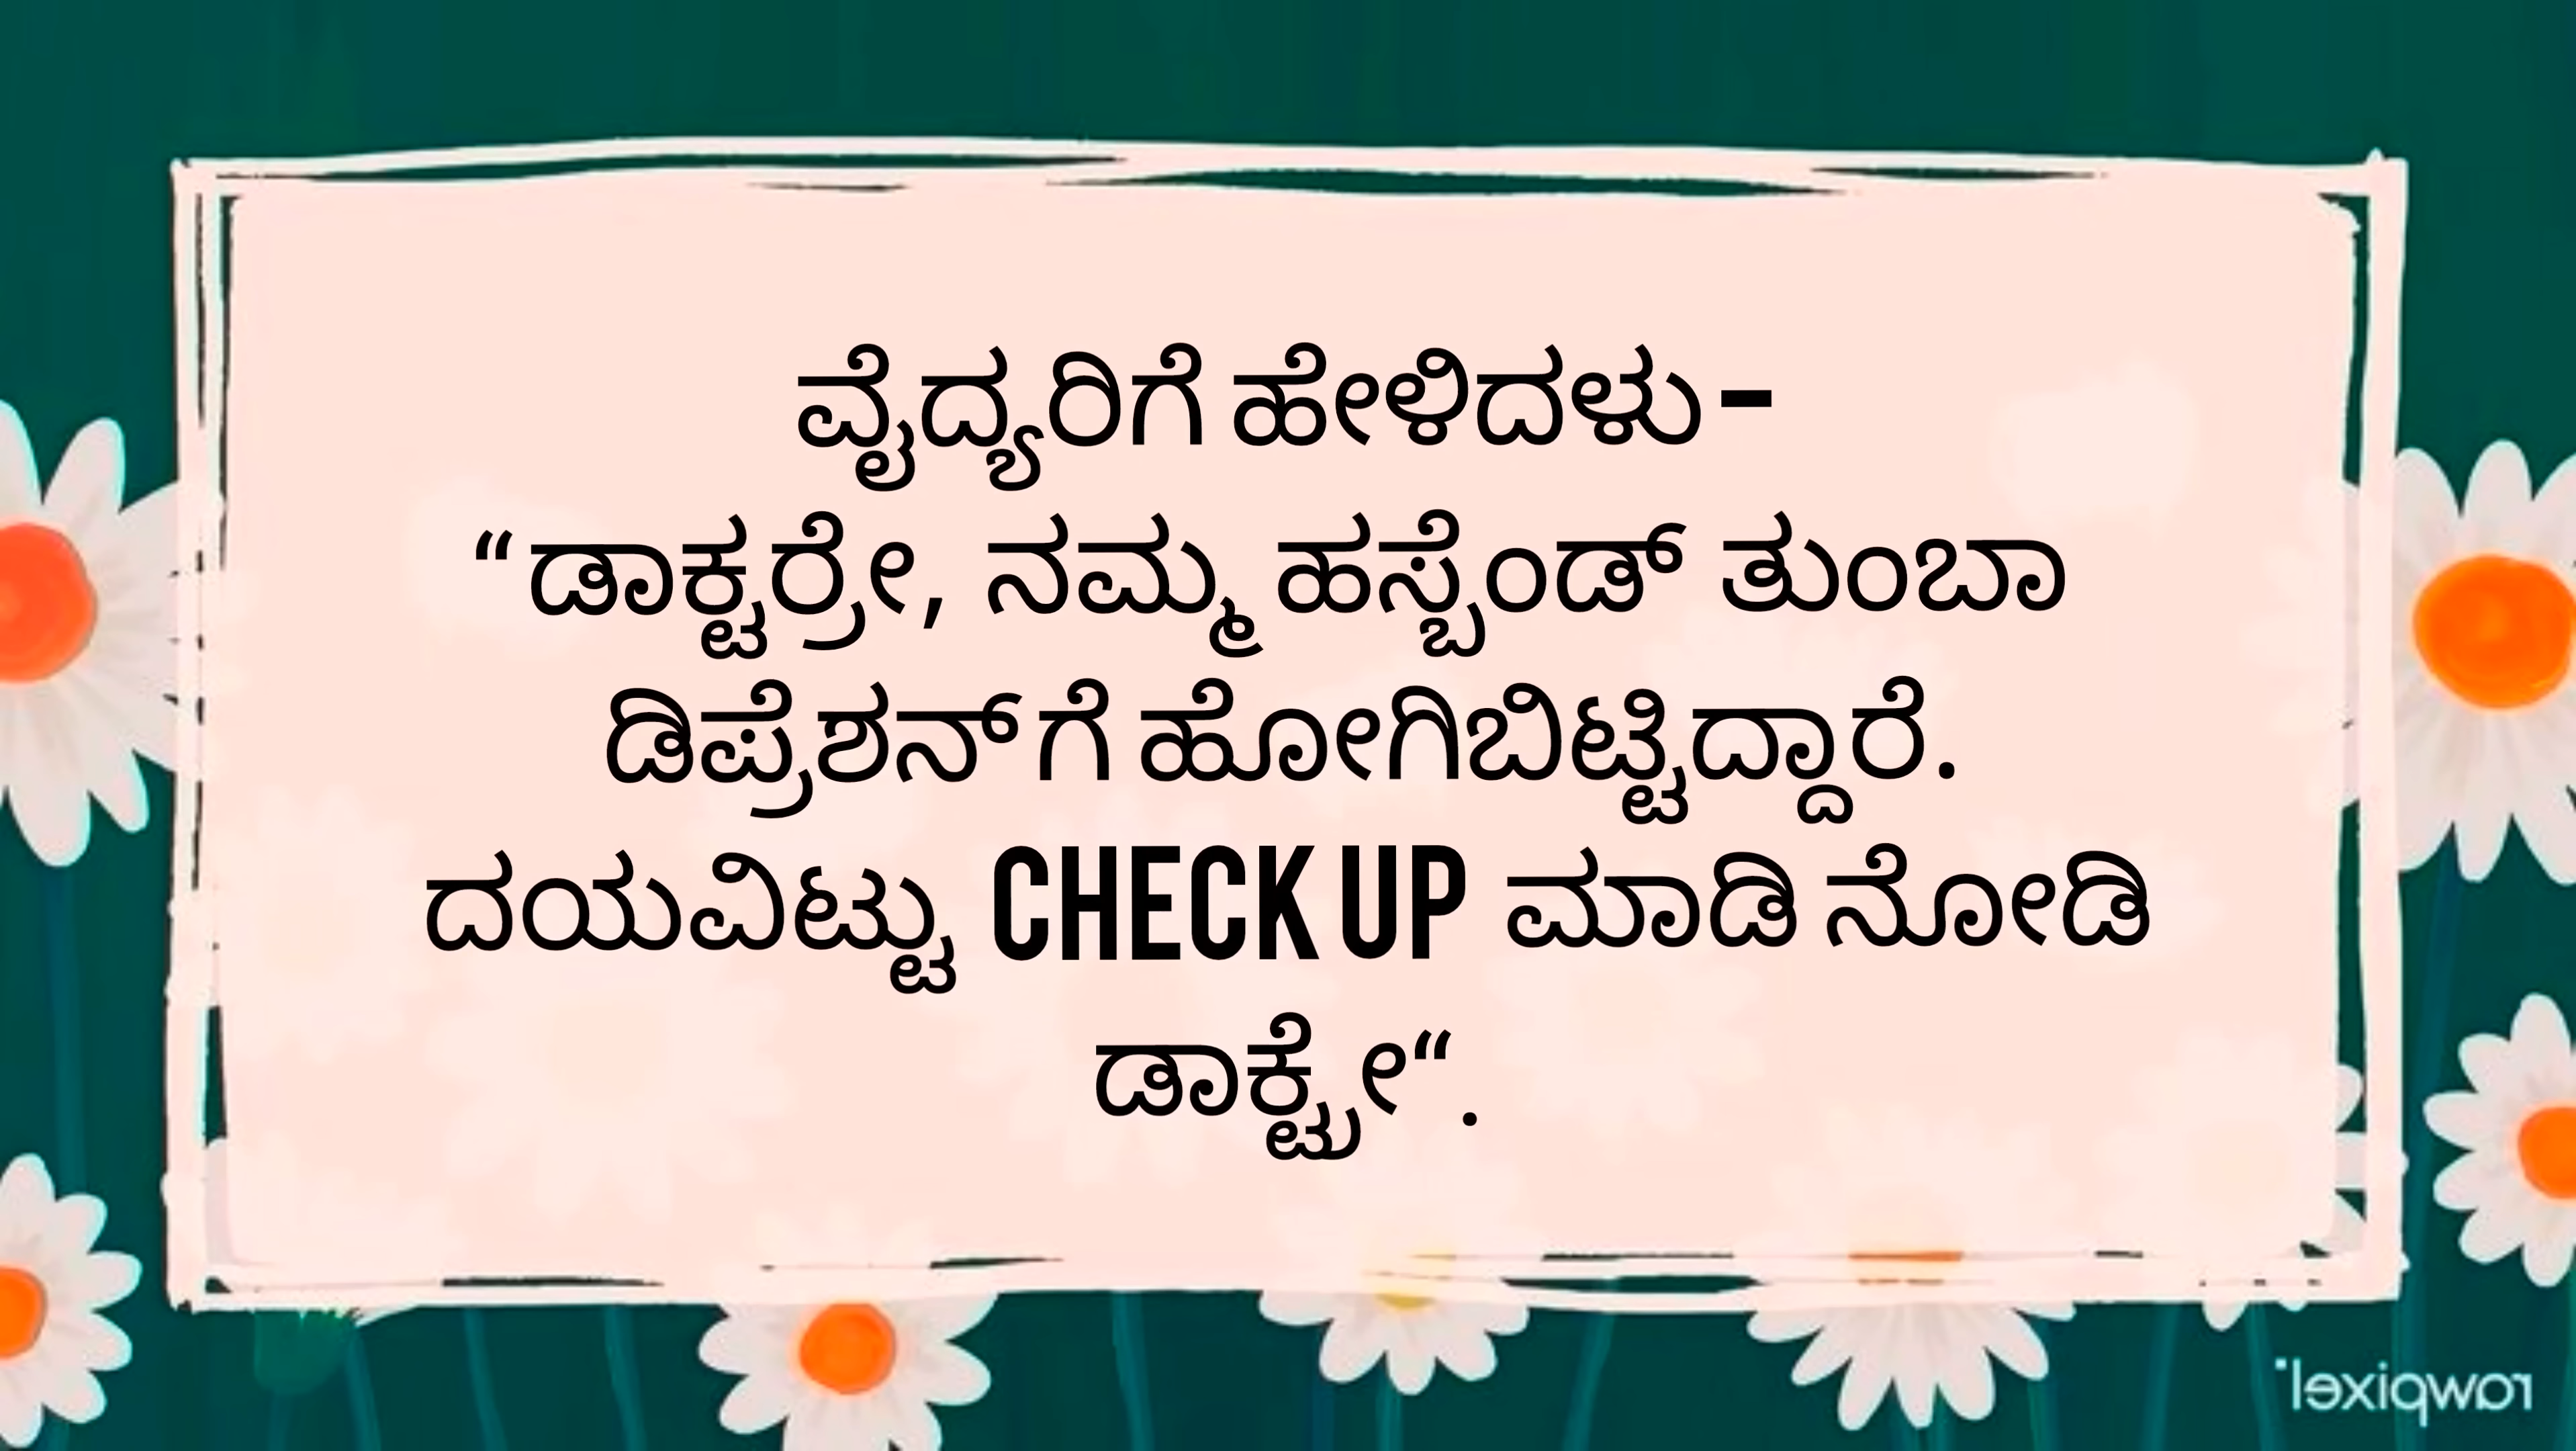 ವೈದ್ಯರಿಗೆ ಹೇಳಿದಳು-
“ಡಾಕ್ಟರ್ರೇ, ನಮ್ಮ ಹಸ್ಬೆಂಡ್ ತುಂಬಾ
ಡಿಪ್ರೆಶನ್‌ಗೆ ಹೋಗಿಬಿಟ್ಟಿದ್ದಾರೆ.
ದಯವಿಟ್ಟು CHECK UP ಮಾಡಿ ನೋಡಿ
ಡಾಕ್ಟ್ರೇ“.
rawpixel